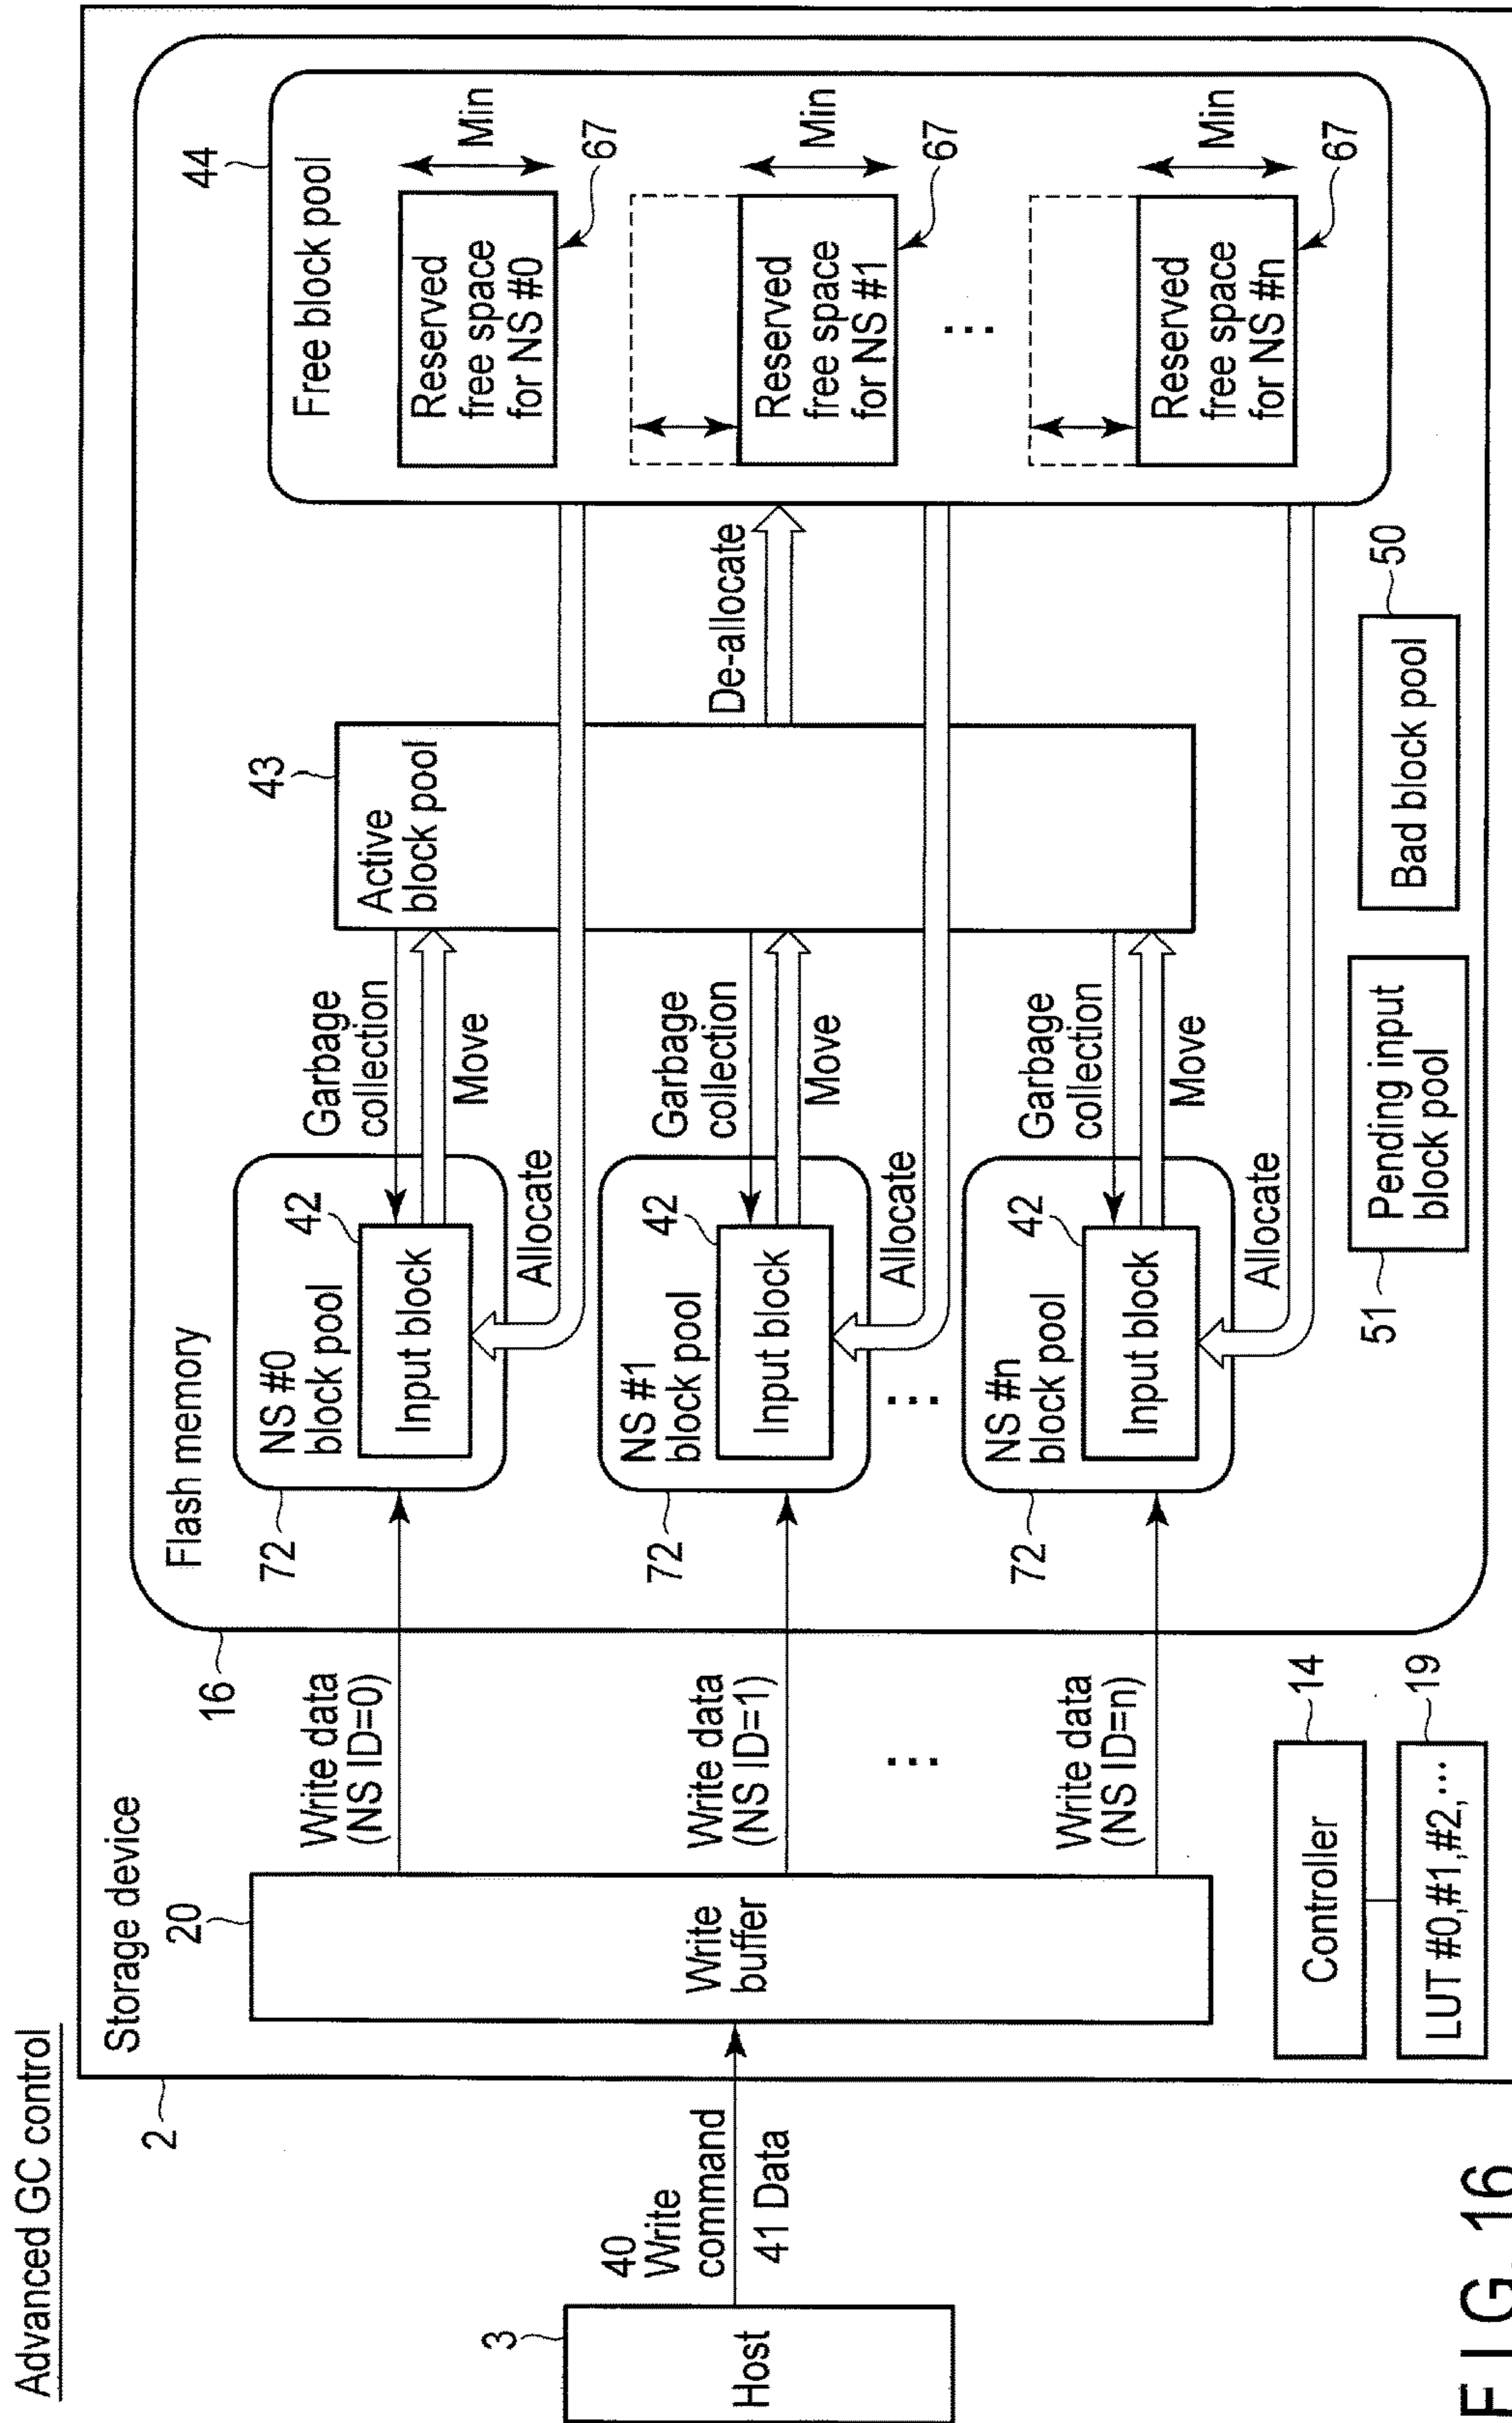 Advanced GC control
2
Storage device
3
Host
40
Write
command
41 Data
20
Write
buffer
Write data
(NS ID=0)
Write data
(NS ID=1)
...
Write data
(NS ID=n)
Controller
14
LUT #0,#1,#2,...
19
16
Flash memory
72
NS #0
block pool
42
Input block
Allocate
Garbage
collection
Move
72
NS #1
block pool
42
Input block
Allocate
Garbage
collection
Move
...
72
NS #n
block pool
42
Input block
Allocate
Garbage
collection
Move
43
Active
block pool
De-allocate
44
Free block pool
Reserved
free space
for NS #0
Min
67
Reserved
free space
for NS #1
Min
67
...
Reserved
free space
for NS #n
Min
67
51
Pending input
block pool
50
Bad block pool
FIG. 16